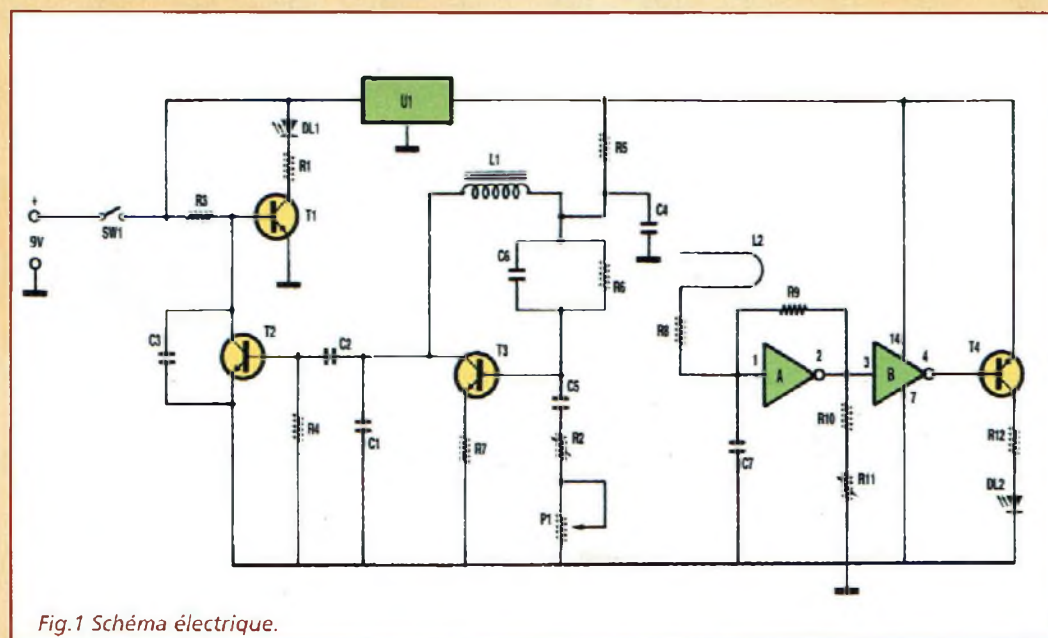 U1
DL1
R1
L1
R5
+
9V
SW1
R3
T1
C4
C6
R6
L2
R9
R8
C3
T2
C2
T3
1
A
2
3
14
B
4
7
T4
C5
R4
C1
R7
R2
R10
R12
C7
R11
P1
DL2
Fig.1 Schéma électrique.